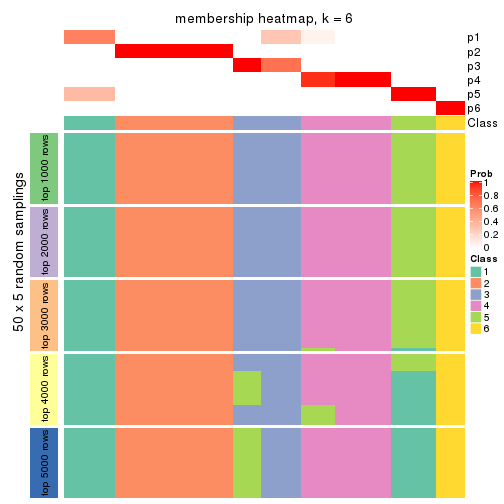 membership heatmap, k = 6
p1
p2
p3
p4
p5
p6
Class
50 x 5 random samplings
top 1000 rows
top 2000 rows
top 3000 rows
top 4000 rows
top 5000 rows
Prob
1
0.8
0.6
0.4
0.2
0
Class
1
2
3
4
5
6